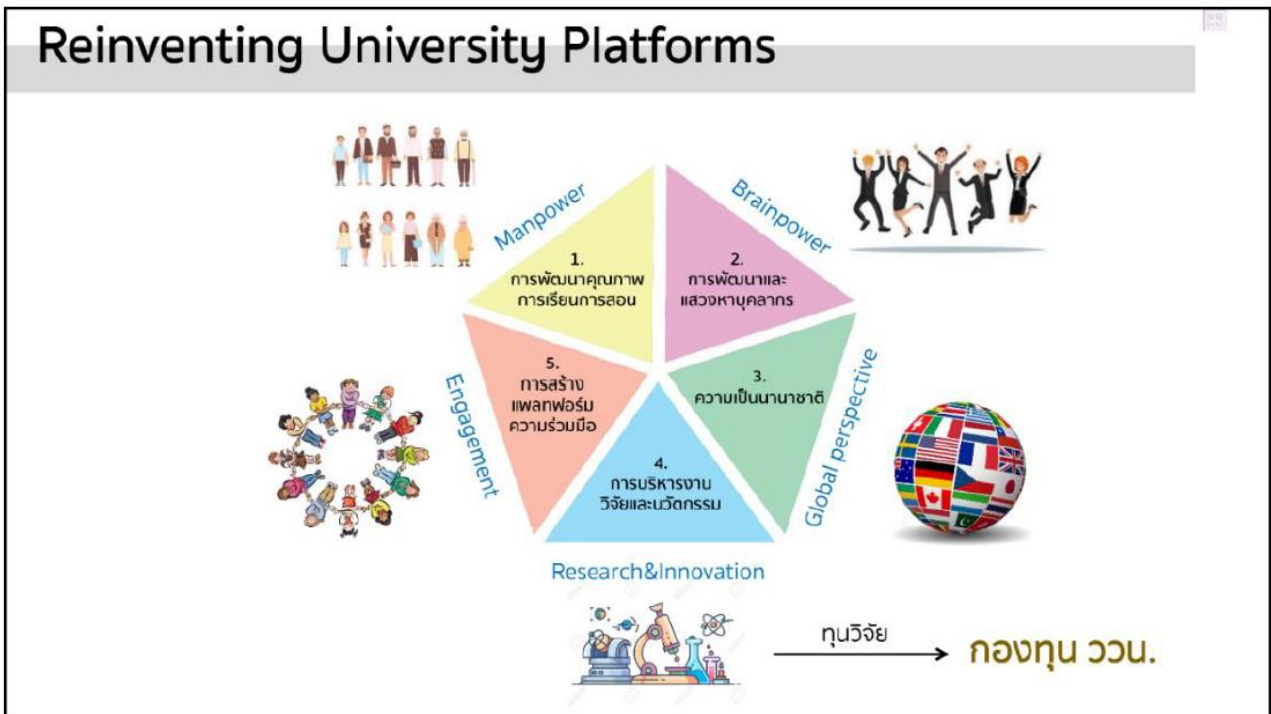 Reinventing University Platforms
Manpower
1.
การพัฒนาคุณภาพ
การเรียนการสอน
Brainpower
2.
การพัฒนาและ
แสวงหาบุคลากร
Global perspective
3.
ความเป็นนานาชาติ
4.
การบริหารงาน
วิจัยและนวัตกรรม
Research&Innovation
Engagement
5.
การสร้าง
แพลทฟอร์ม
ความร่วมมือ
ทุนวิจัย
กองทุน ววน.